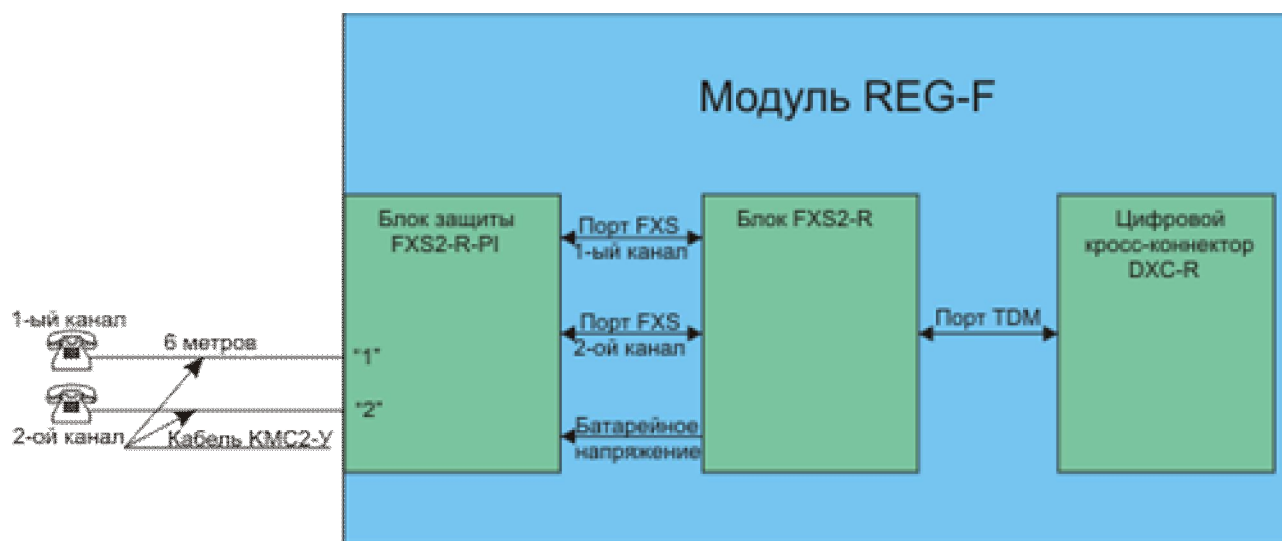 Модуль REG-F
Блок защиты
FXS2-R-PI
Порт FXS
1-ый канал
Блок FXS2-R
Цифровой
кросс-коннектор
DXC-R
1-ый канал
6 метров
"1"
Порт FXS
2-ой канал
Порт TDM
"2"
2-ой канал
Кабель КМС2-У
Батарейное
напряжение